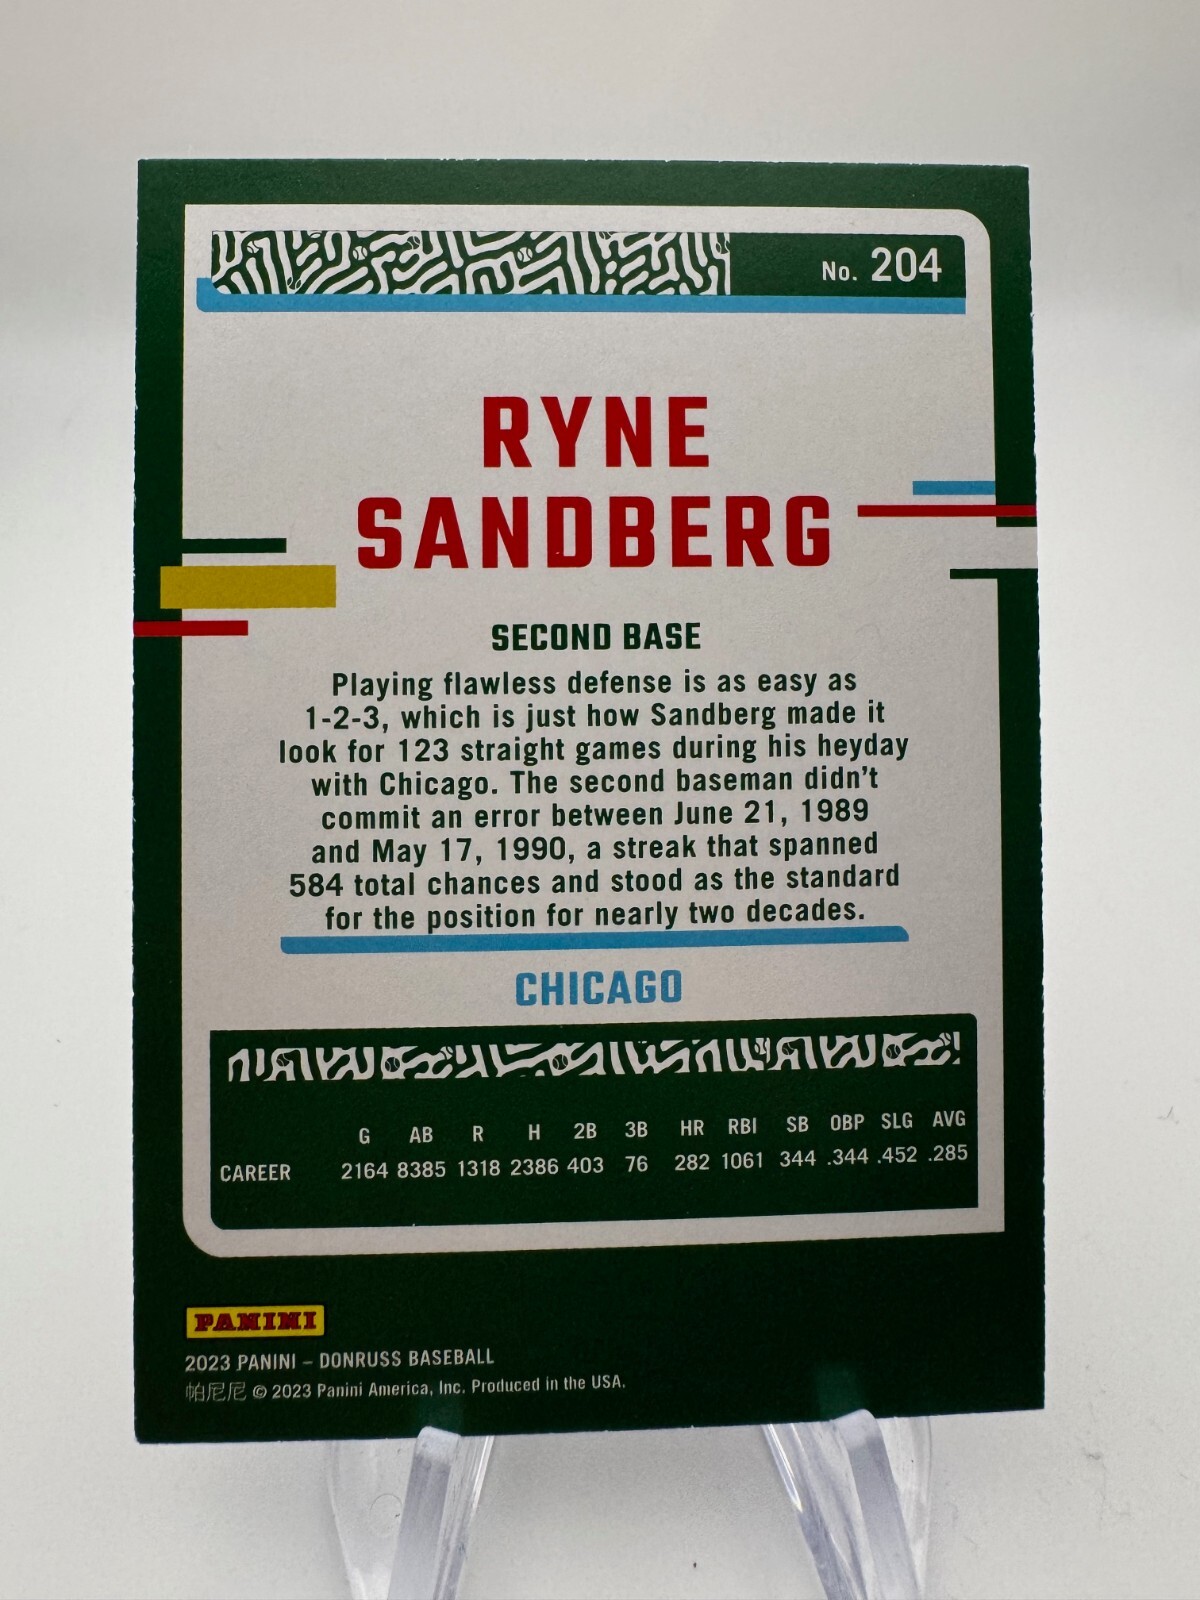 No. 204
RYNE
SANDBERG
SECOND BASE
Playing flawless defense is as easy as
1-2-3, which is just how Sandberg made it
look for 123 straight games during his heyday
with Chicago. The second baseman didn't
commit an error between June 21, 1989
and May 17, 1990, a streak that spanned
584 total chances and stood as the standard
for the position for nearly two decades.
CHICAGO
G AB R H 2B 3B HR RBI SB OBP SLG AVG
CAREER 2164 8385 1318 2386 403 76 282 1061 344 .344 .452 .285
PANINI
2023 PANINI – DONRUSS BASEBALL
帕尼尼 © 2023 Panini America, Inc. Produced in the USA.